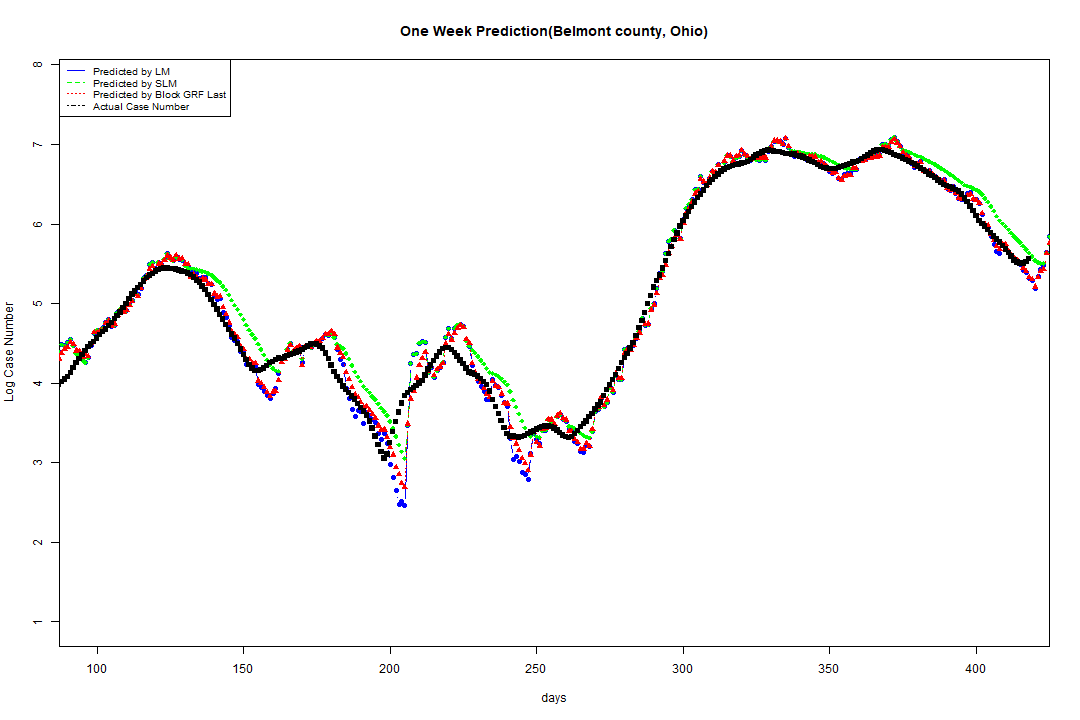 One Week Prediction(Belmont county, Ohio)
Predicted by LM
Predicted by SLM
Predicted by Block GRF Last
Actual Case Number
Log Case Number
8
7
6
5
4
3
2
1
100 150 200 250 300 350 400
days